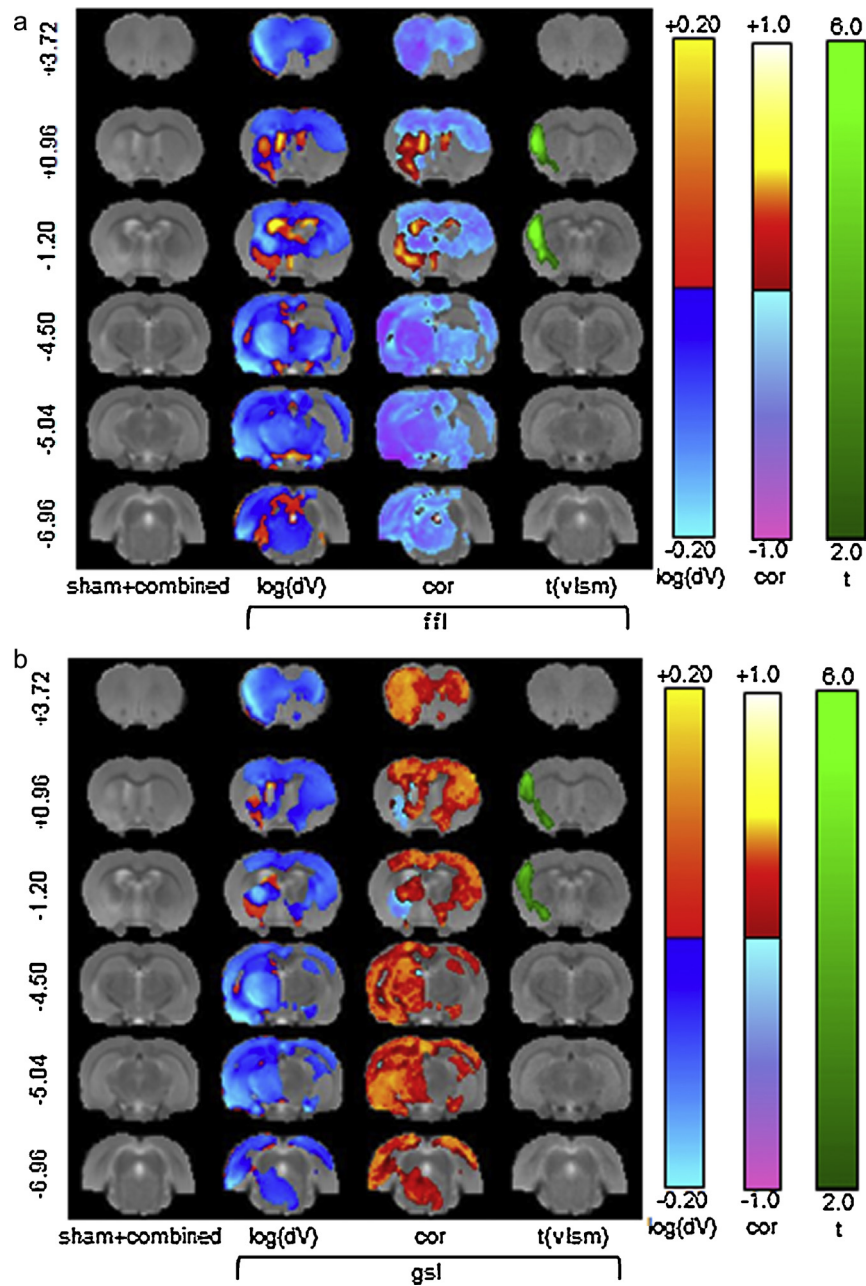 a
+3.72
+0.96
-1.20
-4.50
-5.04
-6.96
sham+combined log{dV} cor t{vlsm}
ffl
+0.20 +1.0 6.0
-0.20 -1.0 2.0
log{dV} cor t
b
+3.72
+0.96
-1.20
-4.50
-5.04
-6.96
sham+combined log{dV} cor t{vlsm}
gsl
+0.20 +1.0 6.0
-0.20 -1.0 2.0
log{dV} cor t